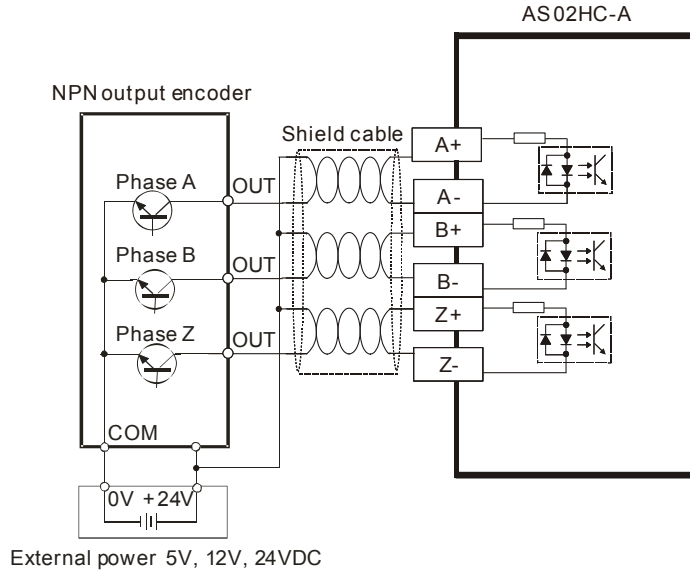 AS02HC-A
NPN output encoder
Shield cable
A+
Phase A
OUT
A-
B+
Phase B
OUT
B-
Z+
Phase Z
OUT
Z-
COM
0V +24V
External power 5V, 12V, 24VDC